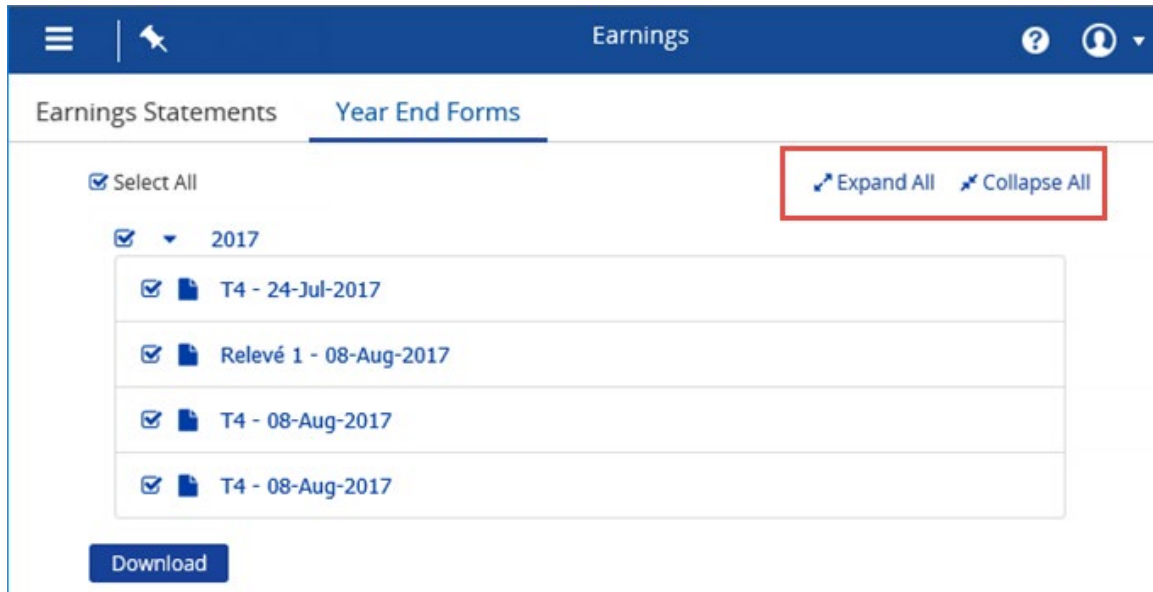 Earnings
Earnings Statements Year End Forms
Select All Expand All Collapse All
2017
T4 - 24-Jul-2017
Relevé 1 - 08-Aug-2017
T4 - 08-Aug-2017
T4 - 08-Aug-2017
Download